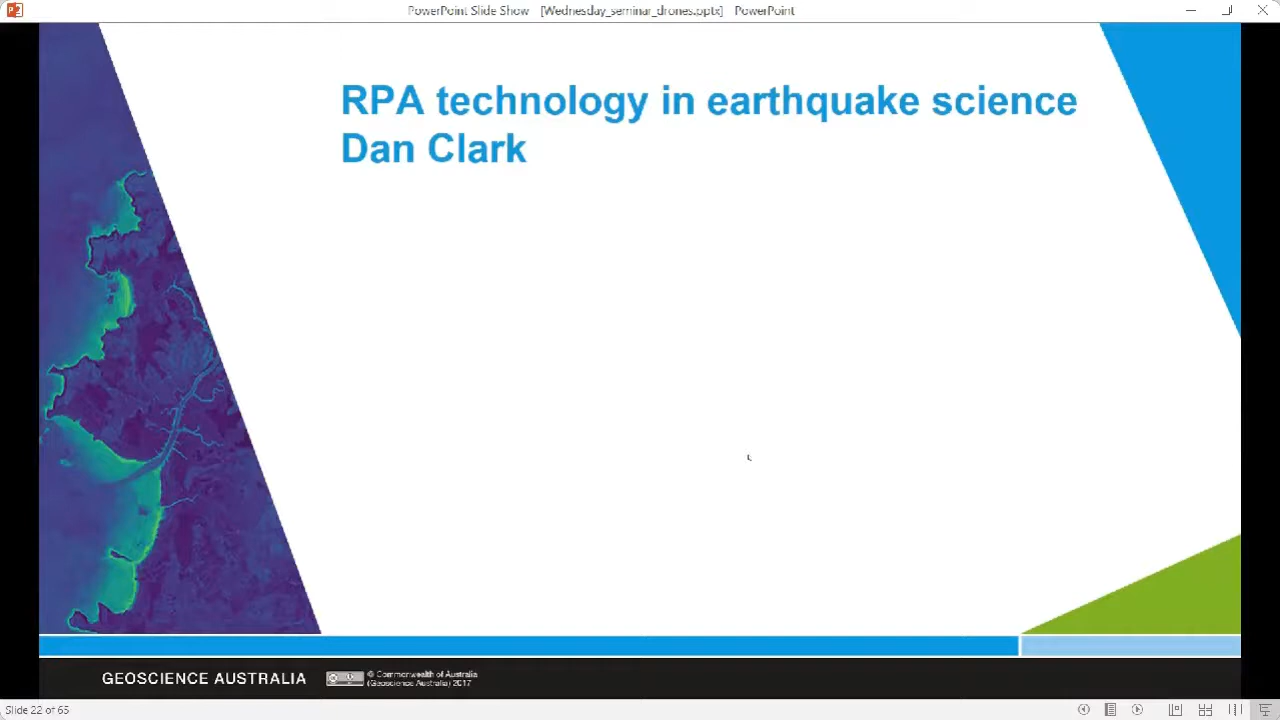 PowerPoint Slide Show - [Wednesday_seminar_drones.pptx] - PowerPoint
RPA technology in earthquake science
Dan Clark
GEOSCIENCE AUSTRALIA
© Commonwealth of Australia
(Geoscience Australia) 2017
Slide 22 of 65